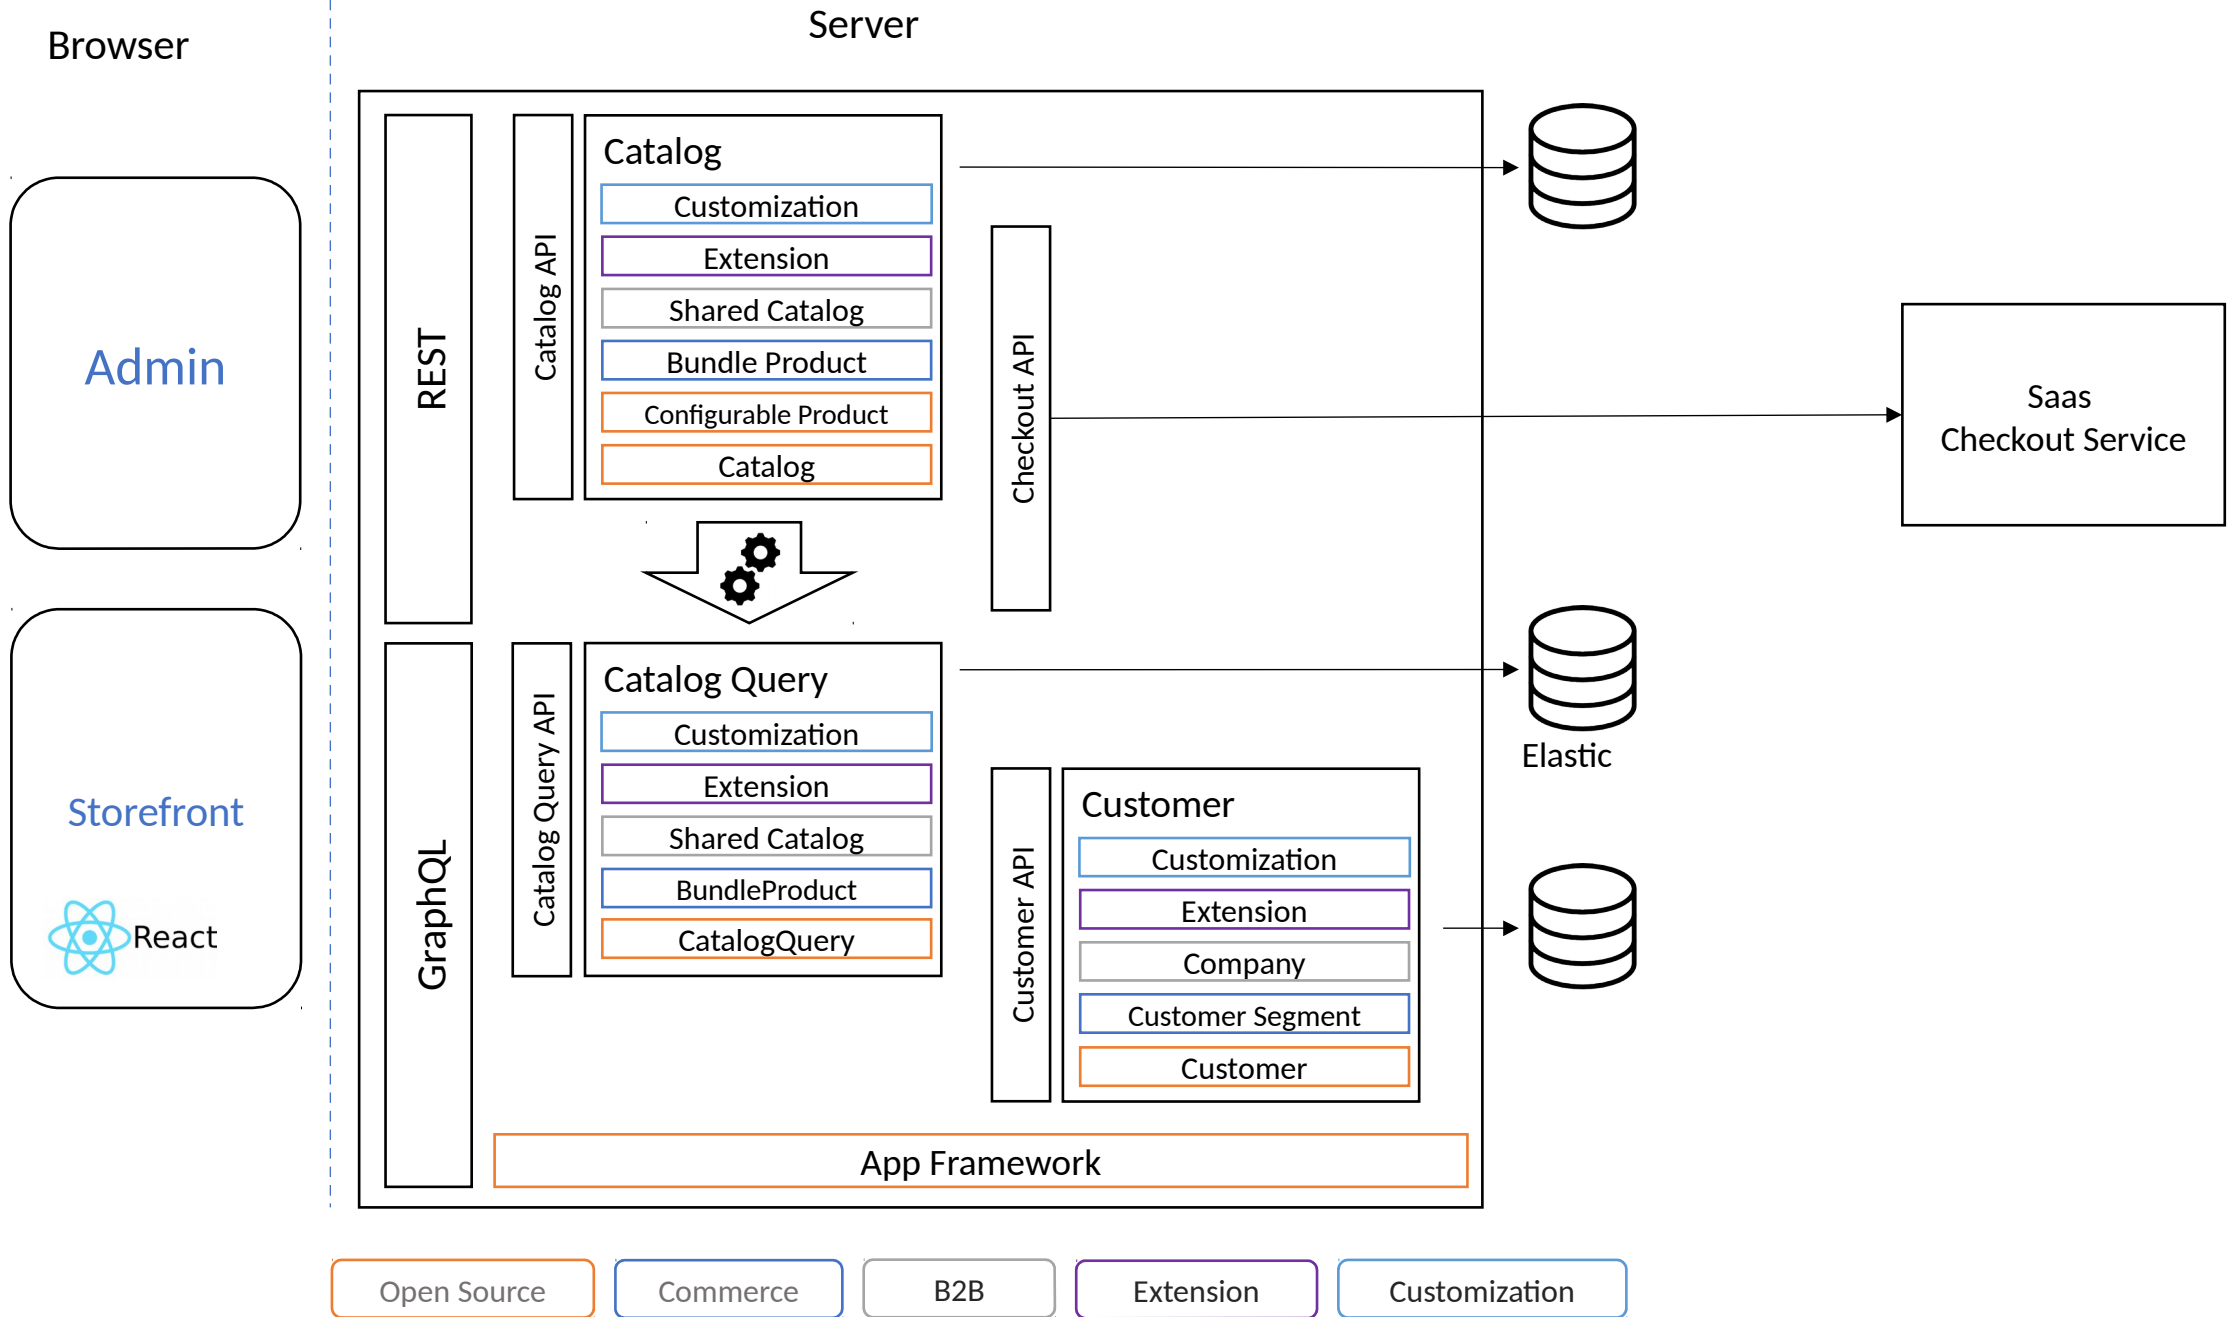 Browser
Server
Admin
Storefront
React
REST
GraphQL
Catalog API
Catalog
Customization
Extension
Shared Catalog
Bundle Product
Configurable Product
Catalog
Checkout API
Saas
Checkout Service
Catalog Query API
Catalog Query
Customization
Extension
Shared Catalog
BundleProduct
CatalogQuery
Elastic
Customer API
Customer
Customization
Extension
Company
Customer Segment
Customer
App Framework
Open Source
Commerce
B2B
Extension
Customization